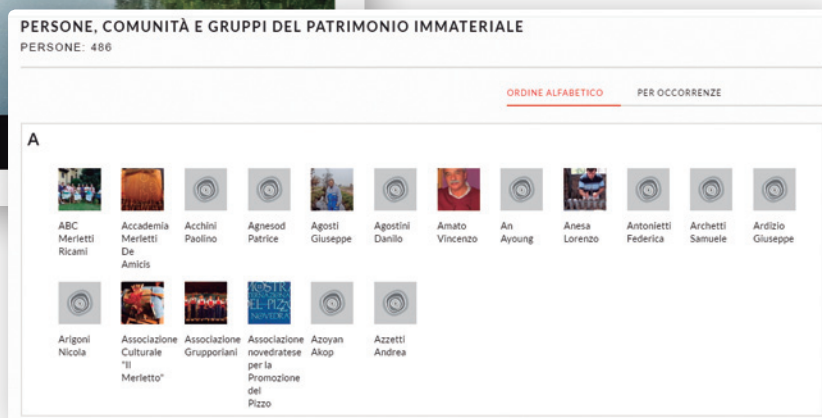 PERSONE, COMUNITÀ E GRUPPI DEL PATRIMONIO IMMATERIALE
PERSONE: 486
ORDINE ALFABETICO PER OCCORRENZE
A
ABC
Merletti
Ricami
Accademia
Merletti
De
Amicis
Acchini
Paolino
Agnesod
Patrice
Agosti
Giuseppe
Agostini
Danilo
Amato
Vincenzo
An
Ayoung
Anesa
Lorenzo
Antonietti
Federica
Archetti
Samuele
Ardizio
Giuseppe
Arigoni
Nicola
Associazione
Culturale
"Il
Merletto"
Associazione
Grupporiani
EL PIZZ
NOVEDRA
Associazione
novedratese
per la
Promozione
del
Pizzo
Azoyan
Akop
Azzetti
Andrea